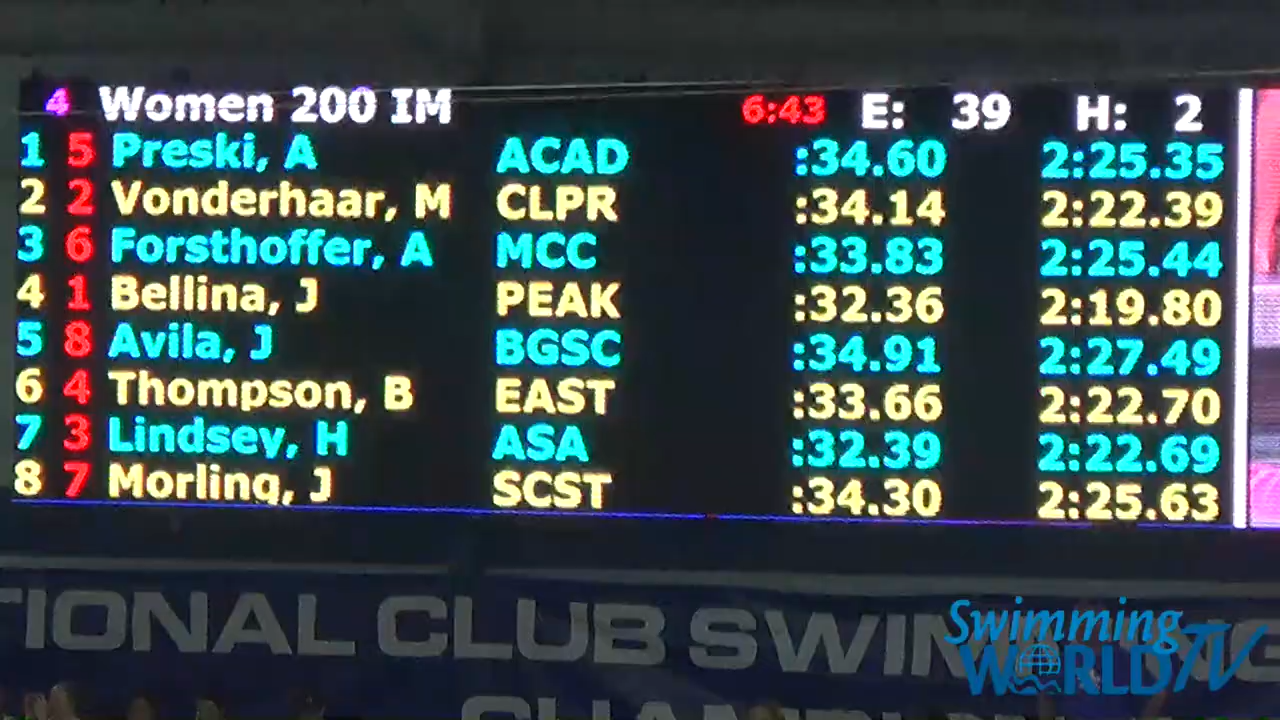 4 Women 200 IM 6:43 E: 39 H: 2
1 5 Preski, A ACAD :34.60 2:25.35
2 2 Vonderhaar, M CLPR :34.14 2:22.39
3 6 Forsthoffer, A MCC :33.83 2:25.44
4 1 Bellina, J PEAK :32.36 2:19.80
5 8 Avila, J BGSC :34.91 2:27.49
6 4 Thompson, B EAST :33.66 2:22.70
7 3 Lindsey, H ASA :32.39 2:22.69
8 7 Morling, J SCST :34.30 2:25.63
TIONAL CLUB SWIMMING
Swimming
WORLD TV